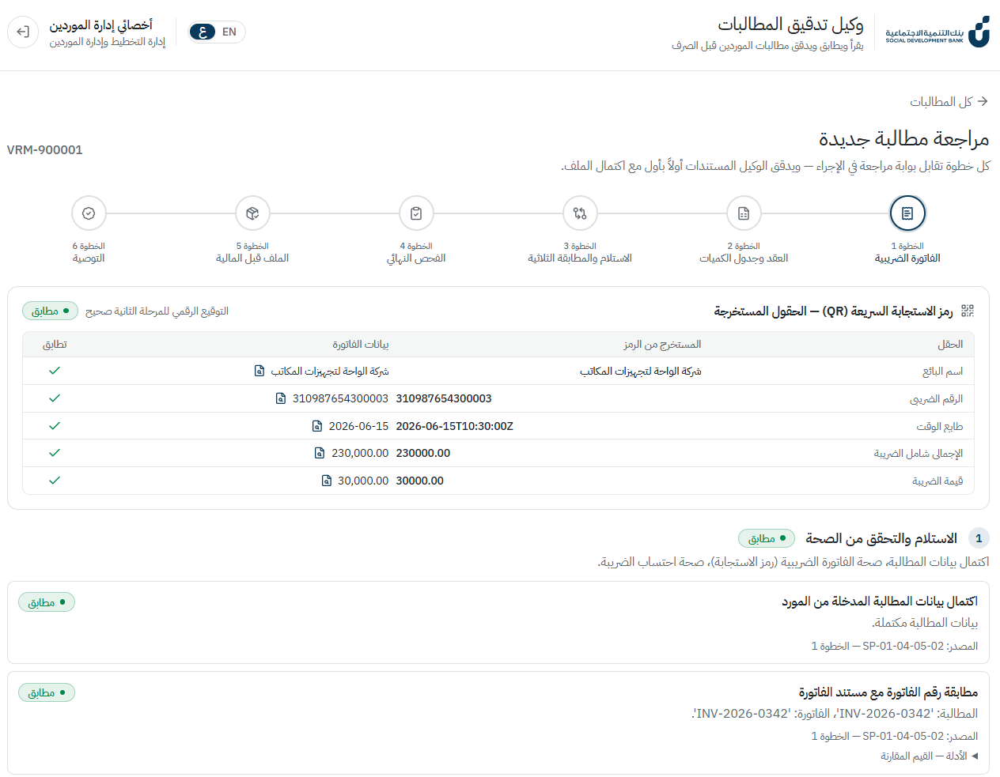 بنك التنمية الاجتماعية
SOCIAL DEVELOPMENT BANK
وكيل تدقيق المطالبات
يقرأ ويطابق ويدقق مطالبات الموردين قبل الصرف
EN ع
أخصائي إدارة الموردين
إدارة التخطيط وإدارة الموردين
كل المطالبات
مراجعة مطالبة جديدة
VRM-900001
كل خطوة تقابل بوابة مراجعة في الإجراء — ويدقق الوكيل المستندات أولاً بأول مع اكتمال الملف.
الخطوة 1
الفاتورة الضريبية
الخطوة 2
العقد وجدول الكميات
الخطوة 3
الاستلام والمطابقة الثلاثية
الخطوة 4
الفحص النهائي
الخطوة 5
الملف قبل المالية
الخطوة 6
التوصية
رمز الاستجابة السريعة (QR) — الحقول المستخرجة
التوقيع الرقمي للمرحلة الثانية صحيح
مطابق
الحقل المستخرج من الرمز بيانات الفاتورة تطابق
اسم البائع شركة الواحة لتجهيزات المكاتب شركة الواحة لتجهيزات المكاتب
الرقم الضريبي 310987654300003 310987654300003
طابع الوقت 2026-06-15T10:30:00Z 2026-06-15
الإجمالي شامل الضريبة 230000.00 230,000.00
قيمة الضريبة 30000.00 30,000.00
1 الاستلام والتحقق من الصحة مطابق
اكتمال بيانات المطالبة، صحة الفاتورة الضريبية (رمز الاستجابة)، صحة احتساب الضريبة.
اكتمال بيانات المطالبة المدخلة من المورد مطابق
بيانات المطالبة مكتملة.
المصدر: SP-01-04-05-02 — الخطوة 1
مطابقة رقم الفاتورة مع مستند الفاتورة مطابق
المطالبة: 'INV-2026-0342'، الفاتورة: 'INV-2026-0342'.
المصدر: SP-01-04-05-02 — الخطوة 1
الأدلة — القيم المقارنة